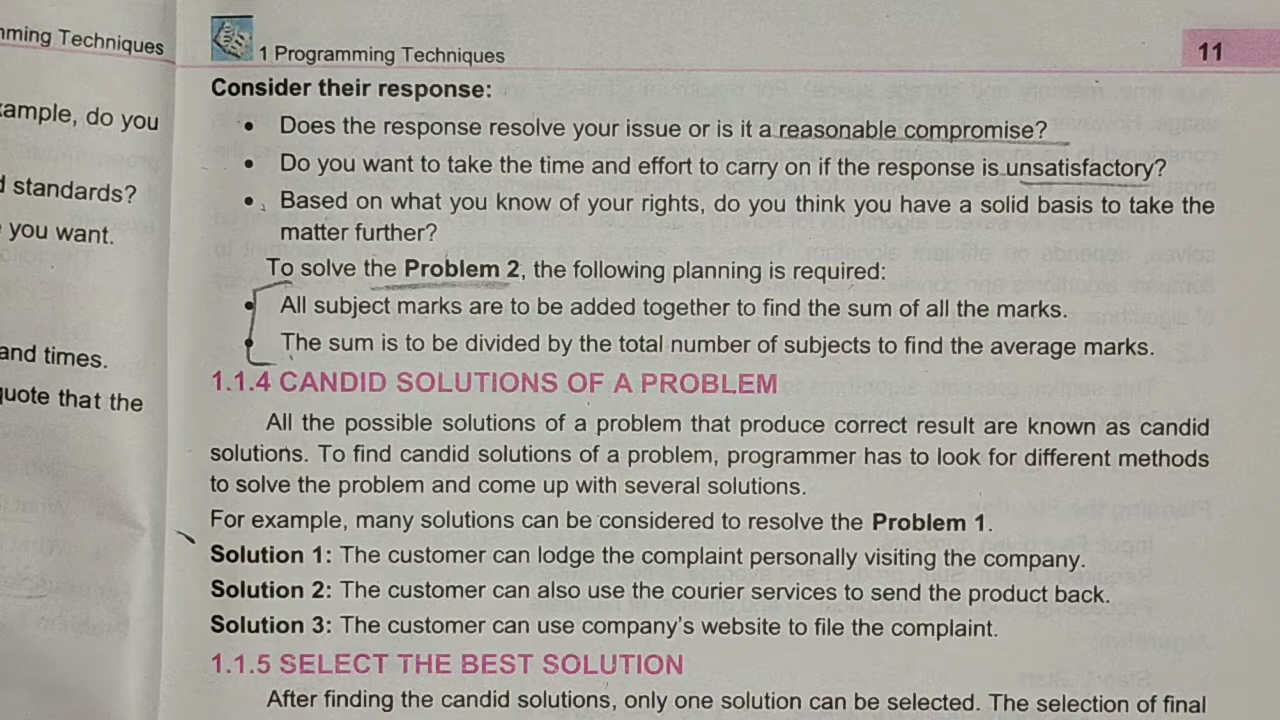 mming Techniques
xample, do you
d standards?
you want.
and times.
quote that the
1 Programming Techniques
11
Consider their response:
• Does the response resolve your issue or is it a reasonable compromise?
• Do you want to take the time and effort to carry on if the response is unsatisfactory?
• Based on what you know of your rights, do you think you have a solid basis to take the
matter further?
To solve the Problem 2, the following planning is required:
• All subject marks are to be added together to find the sum of all the marks.
• The sum is to be divided by the total number of subjects to find the average marks.
1.1.4 CANDID SOLUTIONS OF A PROBLEM
All the possible solutions of a problem that produce correct result are known as candid
solutions. To find candid solutions of a problem, programmer has to look for different methods
to solve the problem and come up with several solutions.
For example, many solutions can be considered to resolve the Problem 1.
Solution 1: The customer can lodge the complaint personally visiting the company.
Solution 2: The customer can also use the courier services to send the product back.
Solution 3: The customer can use company's website to file the complaint.
1.1.5 SELECT THE BEST SOLUTION
After finding the candid solutions, only one solution can be selected. The selection of final